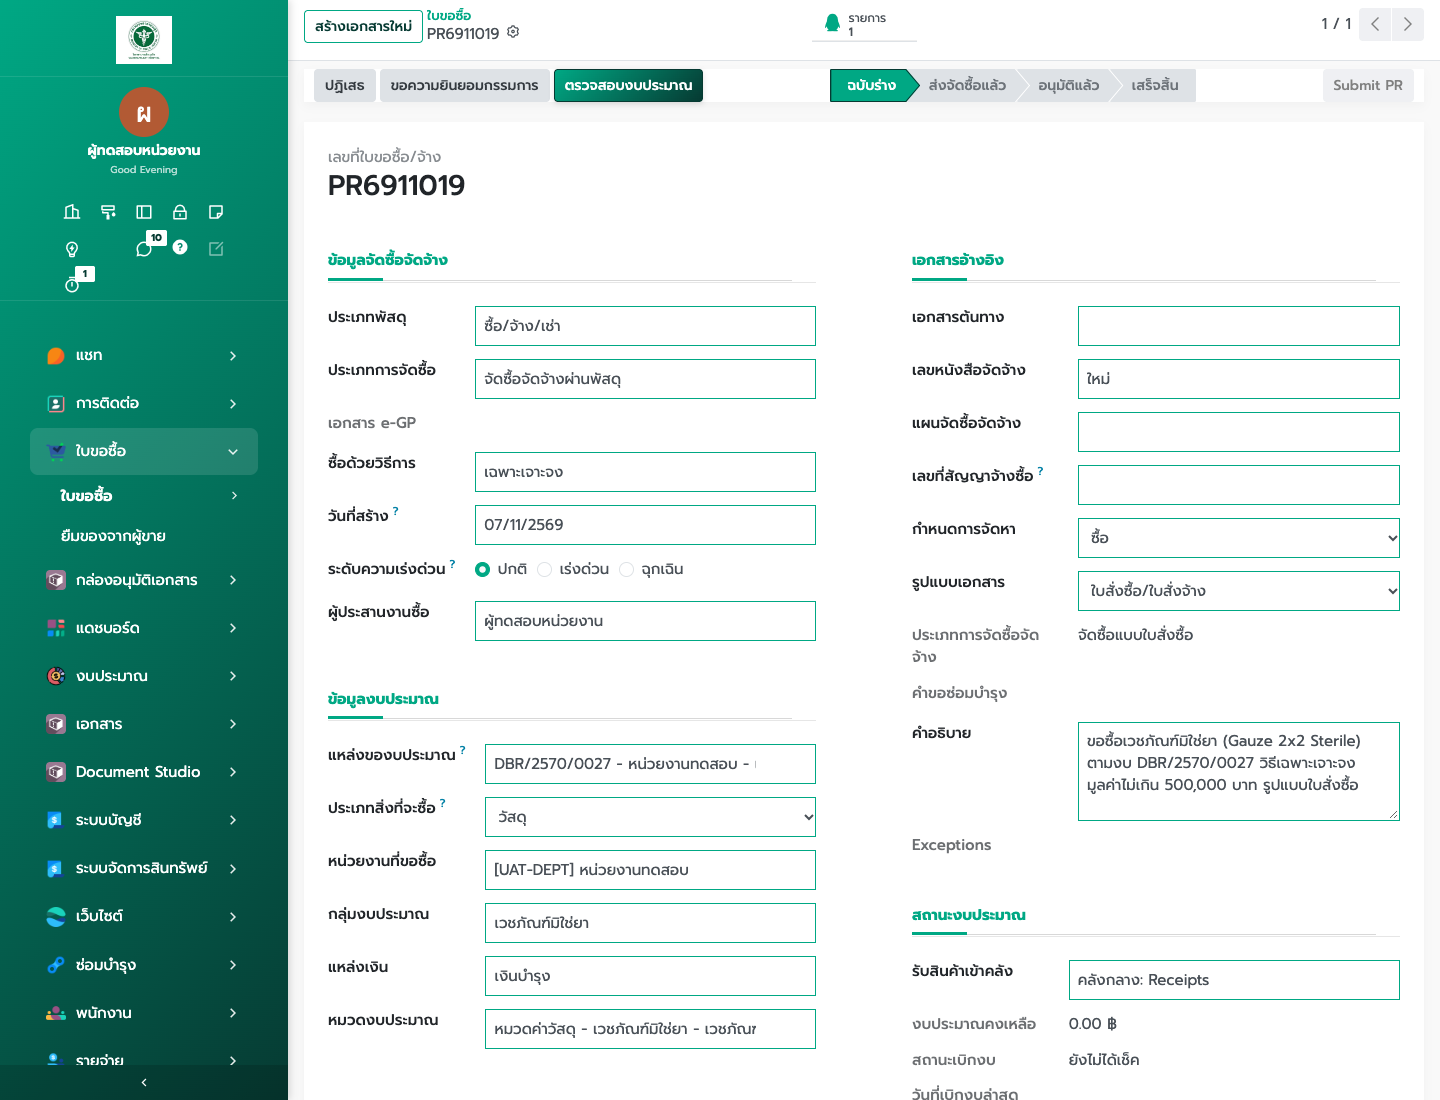 สร้างเอกสารใหม่
ใบขอซื้อ
PR6911019
รายการ
1
1 / 1
ปฏิเสธ
ขอความยินยอมกรรมการ
ตรวจสอบงบประมาณ
ฉบับร่าง
ส่งจัดซื้อแล้ว
อนุมัติแล้ว
เสร็จสิ้น
Submit PR
ผ
ผู้ทดสอบหน่วยงาน
Good Evening
10
1
แชท
การติดต่อ
ใบขอซื้อ
ใบขอซื้อ
ยืมของจากผู้ขาย
กล่องอนุมัติเอกสาร
แดชบอร์ด
งบประมาณ
เอกสาร
Document Studio
ระบบบัญชี
ระบบจัดการสินทรัพย์
เว็บไซต์
ซ่อมบำรุง
พนักงาน
รายจ่าย
เลขที่ใบขอซื้อ/จ้าง
PR6911019
ข้อมูลจัดซื้อจัดจ้าง
ประเภทพัสดุ
ซื้อ/จ้าง/เช่า
ประเภทการจัดซื้อ
จัดซื้อจัดจ้างผ่านพัสดุ
เอกสาร e-GP
ซื้อด้วยวิธีการ
เฉพาะเจาะจง
วันที่สร้าง ?
07/11/2569
ระดับความเร่งด่วน ?
ปกติ เร่งด่วน ฉุกเฉิน
ผู้ประสานงานซื้อ
ผู้ทดสอบหน่วยงาน
ข้อมูลงบประมาณ
แหล่งของบประมาณ ?
DBR/2570/0027 - หน่วยงานทดสอบ -
ประเภทสิ่งที่จะซื้อ ?
วัสดุ
หน่วยงานที่ขอซื้อ
[UAT-DEPT] หน่วยงานทดสอบ
กลุ่มงบประมาณ
เวชภัณฑ์มิใช่ยา
แหล่งเงิน
เงินบำรุง
หมวดงบประมาณ
หมวดค่าวัสดุ - เวชภัณฑ์มิใช่ยา -
เอกสารอ้างอิง
เอกสารต้นทาง
เลขหนังสือจัดจ้าง
ใหม่
แผนจัดซื้อจัดจ้าง
เลขที่สัญญาจ้างซื้อ ?
กำหนดการจัดหา
ซื้อ
รูปแบบเอกสาร
ใบสั่งซื้อ/ใบสั่งจ้าง
ประเภทการจัดซื้อจัด
จ้าง
จัดซื้อแบบใบสั่งซื้อ
คำขอซ่อมบำรุง
คำอธิบาย
ขอซื้อเวชภัณฑ์มิใช่ยา (Gauze 2x2 Sterile)
ตามงบ DBR/2570/0027 วิธีเฉพาะเจาะจง
มูลค่าไม่เกิน 500,000 บาท รูปแบบใบสั่งซื้อ
Exceptions
สถานะงบประมาณ
รับสินค้าเข้าคลัง
คลังกลาง: Receipts
งบประมาณคงเหลือ
0.00 ฿
สถานะเบิกงบ
ยังไม่ได้เช็ค
วันที่เบิกงบล่าสุด